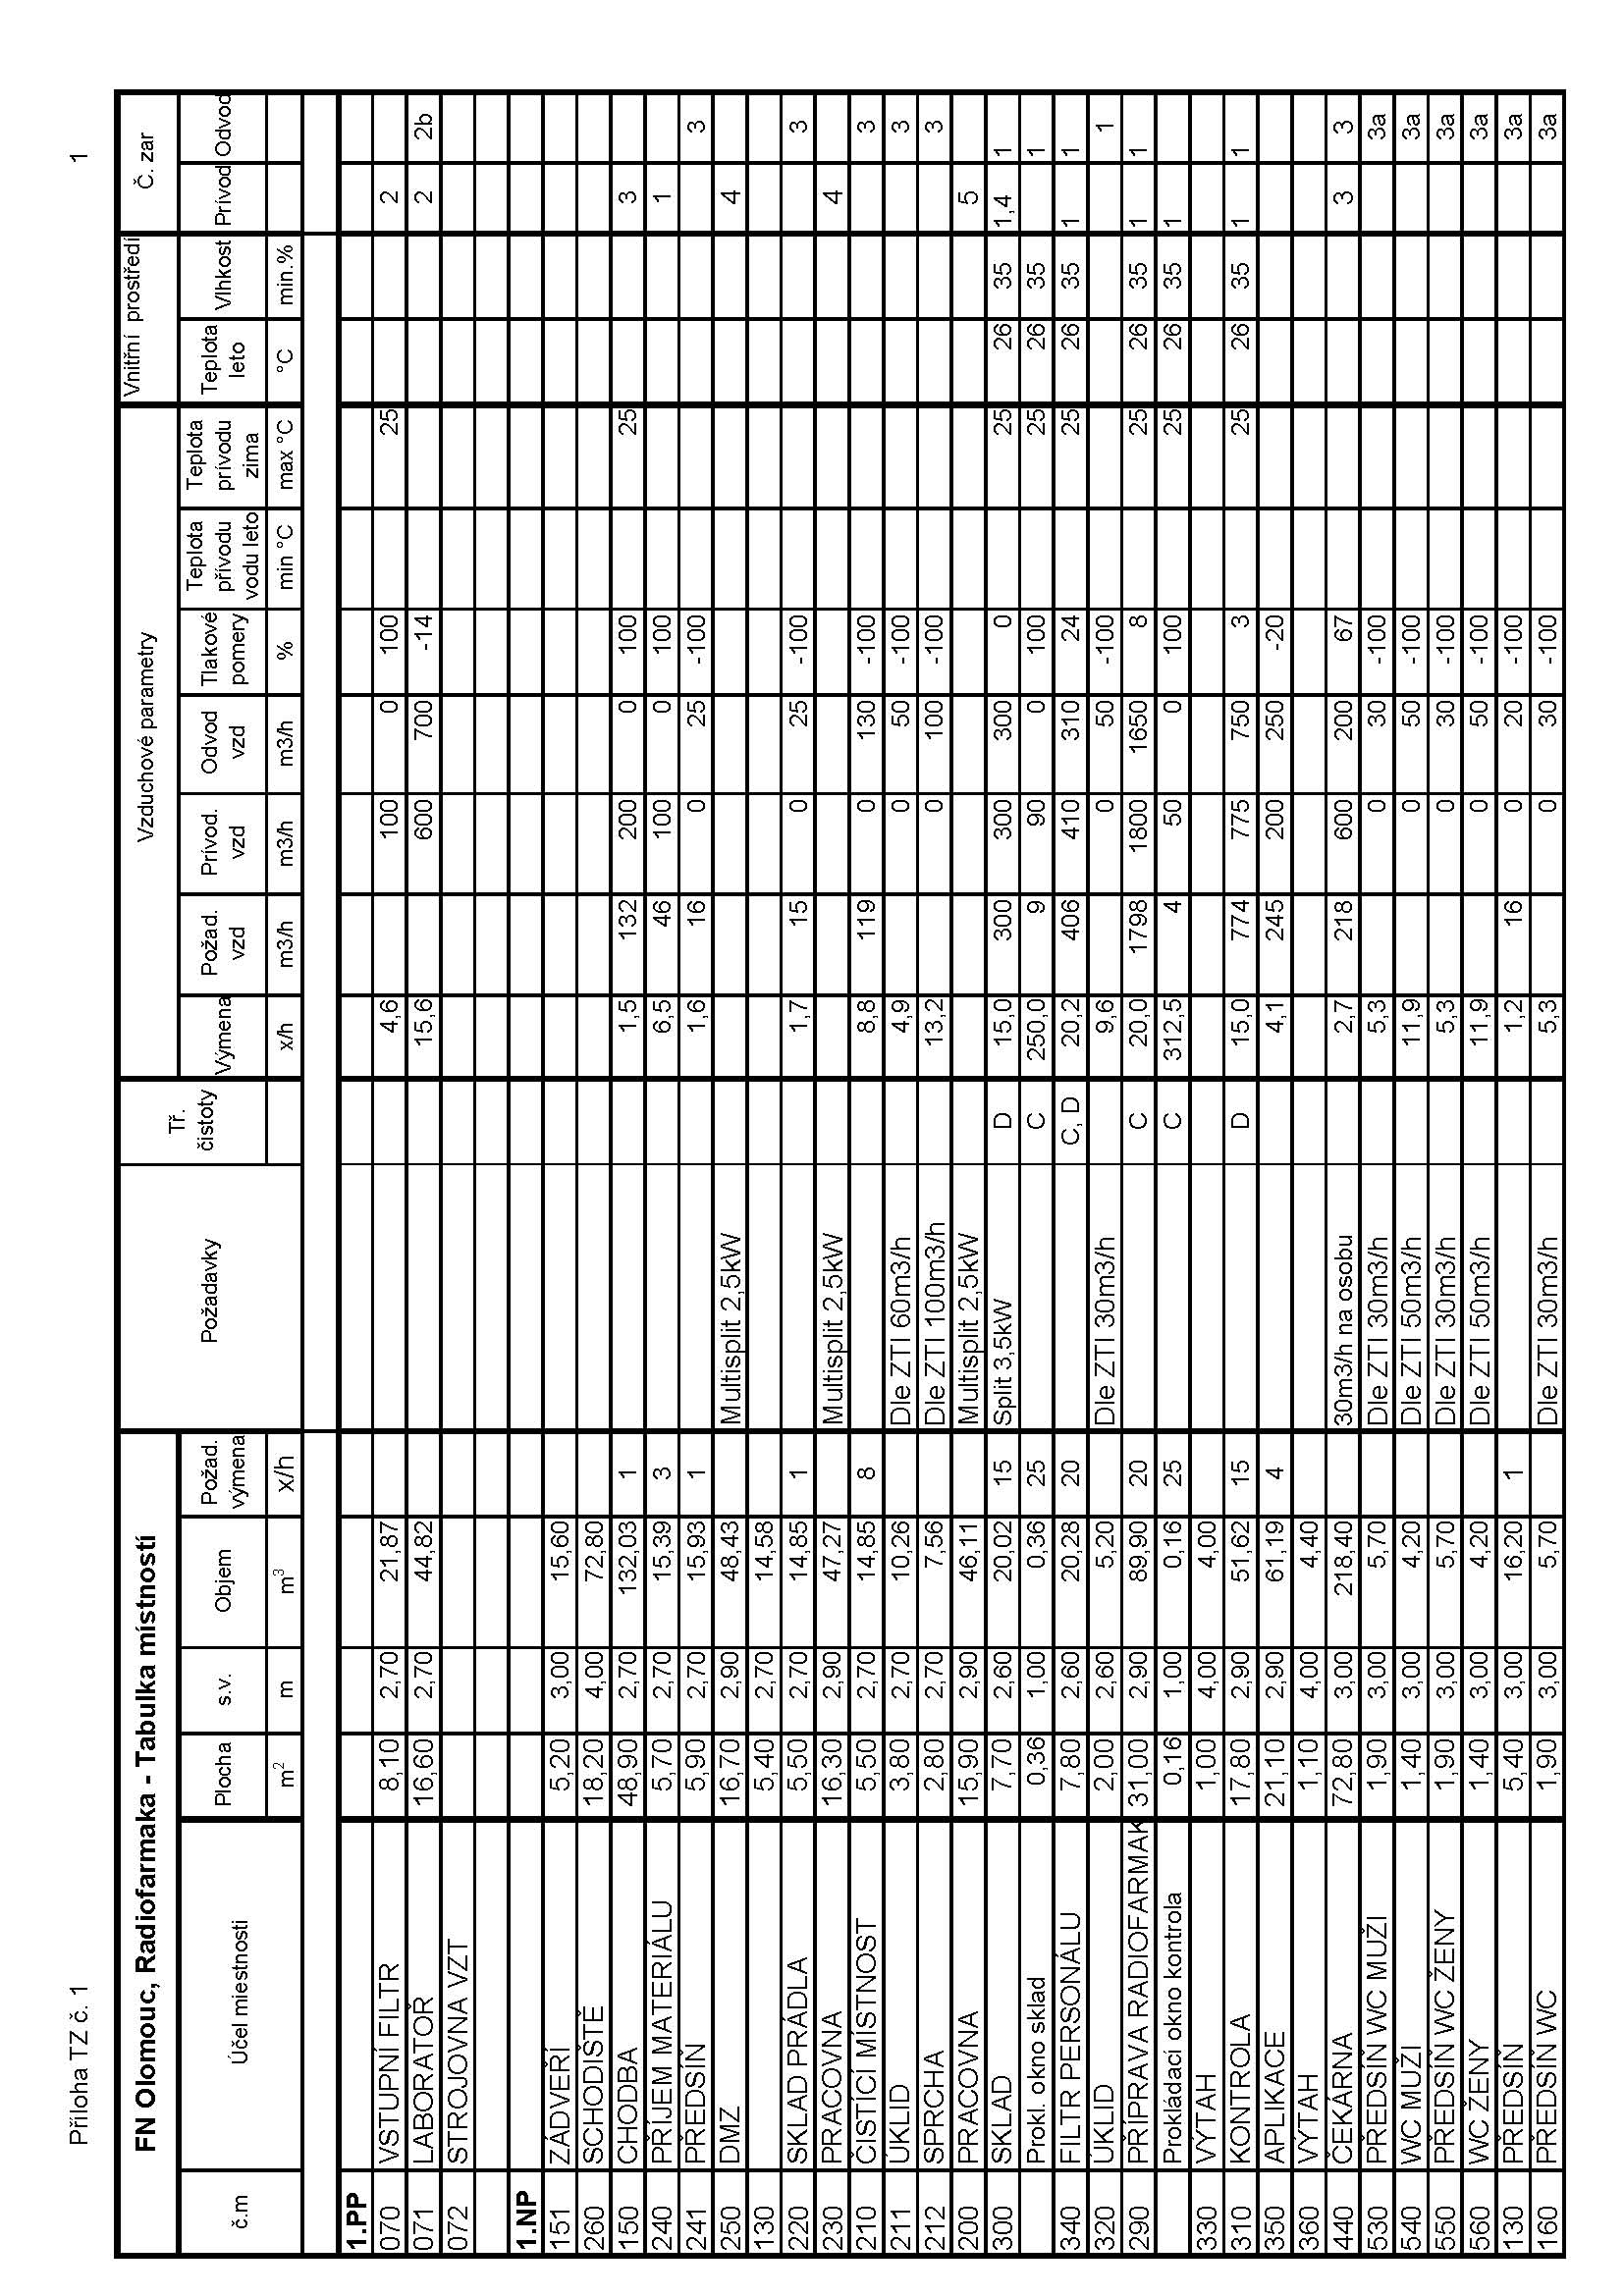 Příloha TZ č. 1 1
FN Olomouc, Radiofarmaka - Tabulka místností Vzduchové parametry Vnitřní prostředí Č. zar
č.m Účel miestnosti Plocha s.v. Objem Požad. výmena Požadavky Tř. čistoty Výmena Požad. vzd Prívod. vzd Odvod vzd Tlakové pomery Teplota přívodu vodu leto Teplota prívodu zima Teplota leto Vlhkost Prívod Odvod
m² m m³ x/h x/h m3/h m3/h m3/h % min °C max °C °C min.%
1.PP
070 VSTUPNÍ FILTR 8,10 2,70 21,87 4,6 100 0 100 25 2
071 LABORATOŘ 16,60 2,70 44,82 15,6 600 700 -14 2 2b
072 STROJOVNA VZT
1.NP
151 ZÁDVEŘÍ 5,20 3,00 15,60
260 SCHODIŠTĚ 18,20 4,00 72,80
150 CHODBA 48,90 2,70 132,03 1 1,5 132 200 0 100 25 3
240 PŘÍJEM MATERIÁLU 5,70 2,70 15,39 3 6,5 46 100 0 100 1
241 PŘEDSÍŇ 5,90 2,70 15,93 1 1,6 16 0 25 -100 3
250 DMZ 16,70 2,90 48,43 Multisplit 2,5kW 4
130 5,40 2,70 14,58
220 SKLAD PRÁDLA 5,50 2,70 14,85 1 1,7 15 0 25 -100 3
230 PRACOVNA 16,30 2,90 47,27 Multisplit 2,5kW 4
210 ČISTÍCÍ MÍSTNOST 5,50 2,70 14,85 8 8,8 119 0 130 -100 3
211 ÚKLID 3,80 2,70 10,26 Dle ZTI 60m3/h 4,9 0 50 -100 3
212 SPRCHA 2,80 2,70 7,56 Dle ZTI 100m3/h 13,2 0 100 -100 3
200 PRACOVNA 15,90 2,90 46,11 Multisplit 2,5kW 5
300 SKLAD 7,70 2,60 20,02 15 Split 3,5kW D 15,0 300 300 300 0 25 26 35 1,4 1
Prokl. okno sklad 0,36 1,00 0,36 25 C 250,0 9 90 0 100 25 26 35 1
340 FILTR PERSONÁLU 7,80 2,60 20,28 20 C, D 20,2 406 410 310 24 25 26 35 1 1
320 ÚKLID 2,00 2,60 5,20 Dle ZTI 30m3/h 9,6 0 50 -100 1
290 PŘÍPRAVA RADIOFARMAK 31,00 2,90 89,90 20 C 20,0 1798 1800 1650 8 25 26 35 1 1
Prokládací okno kontrola 0,16 1,00 0,16 25 C 312,5 4 50 0 100 25 26 35 1
330 VÝTAH 1,00 4,00 4,00
310 KONTROLA 17,80 2,90 51,62 15 D 15,0 774 775 750 3 25 26 35 1 1
350 APLIKACE 21,10 2,90 61,19 4 4,1 245 200 250 -20
360 VÝTAH 1,10 4,00 4,40
440 ČEKÁRNA 72,80 3,00 218,40 30m3/h na osobu 2,7 218 600 200 67 3 3
530 PŘEDSÍŇ WC MUŽI 1,90 3,00 5,70 Dle ZTI 30m3/h 5,3 0 30 -100 3a
540 WC MUŽI 1,40 3,00 4,20 Dle ZTI 50m3/h 11,9 0 50 -100 3a
550 PŘEDSÍŇ WC ŽENY 1,90 3,00 5,70 Dle ZTI 30m3/h 5,3 0 30 -100 3a
560 WC ŽENY 1,40 3,00 4,20 Dle ZTI 50m3/h 11,9 0 50 -100 3a
130 PŘEDSÍŇ 5,40 3,00 16,20 1 1,2 16 0 20 -100 3a
160 PŘEDSÍŇ WC 1,90 3,00 5,70 Dle ZTI 30m3/h 5,3 0 30 -100 3a